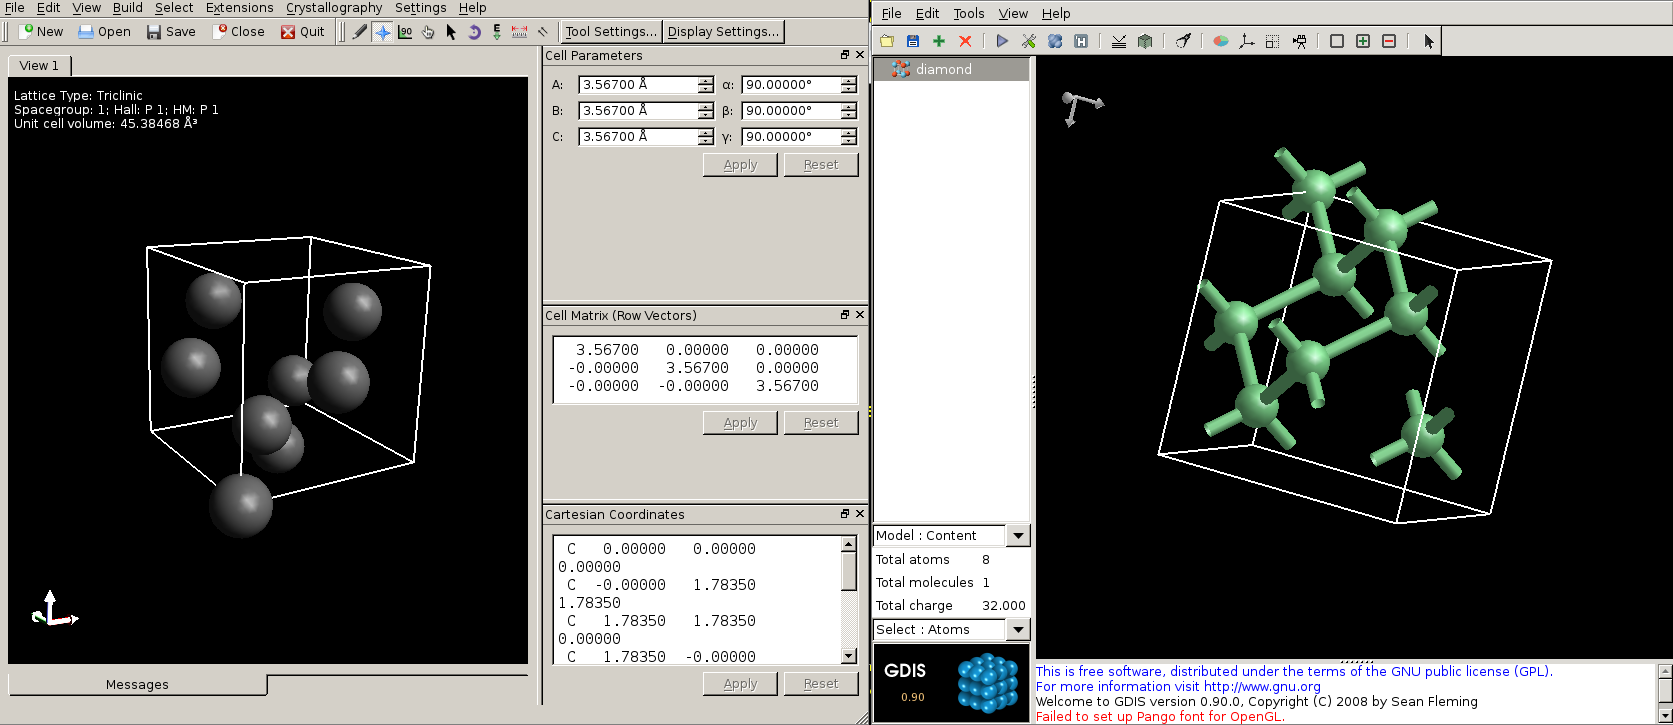 File Edit View Build Select Extensions Crystallography Settings Help
New Open Save Close Quit 90 E Tool Settings... Display Settings...
View 1
Lattice Type: Triclinic
Spacegroup: 1; Hall: P 1; HM: P 1
Unit cell volume: 45.38468 Å³
Messages
Cell Parameters
A: 3.56700 Å α: 90.00000°
B: 3.56700 Å β: 90.00000°
C: 3.56700 Å γ: 90.00000°
Apply Reset
Cell Matrix (Row Vectors)
3.56700 0.00000 0.00000
-0.00000 3.56700 0.00000
-0.00000 -0.00000 3.56700
Apply Reset
Cartesian Coordinates
C 0.00000 0.00000
0.00000
C -0.00000 1.78350
1.78350
C 1.78350 1.78350
0.00000
C 1.78350 -0.00000
Apply Reset
File Edit Tools View Help
diamond
Model : Content
Total atoms 8
Total molecules 1
Total charge 32.000
Select : Atoms
GDIS
0.90
This is free software, distributed under the terms of the GNU public license (GPL).
For more information visit http://www.gnu.org
Welcome to GDIS version 0.90.0, Copyright (C) 2008 by Sean Fleming
Failed to set up Pango font for OpenGL.